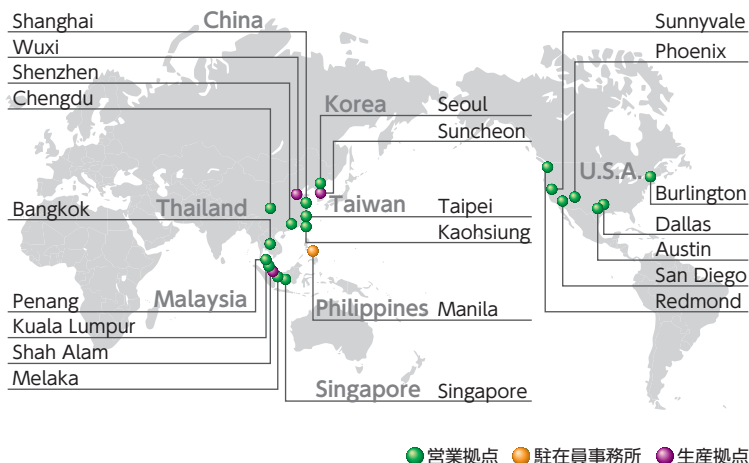 Shanghai
China
Wuxi
Shenzhen
Chengdu
Korea
Seoul
Suncheon
Sunnyvale
Phoenix
U.S.A.
Burlington
Dallas
Austin
San Diego
Redmond
Bangkok
Thailand
Taiwan
Taipei
Kaohsiung
Penang
Malaysia
Kuala Lumpur
Shah Alam
Melaka
Philippines
Manila
Singapore
Singapore
営業拠点 駐在員事務所 生産拠点